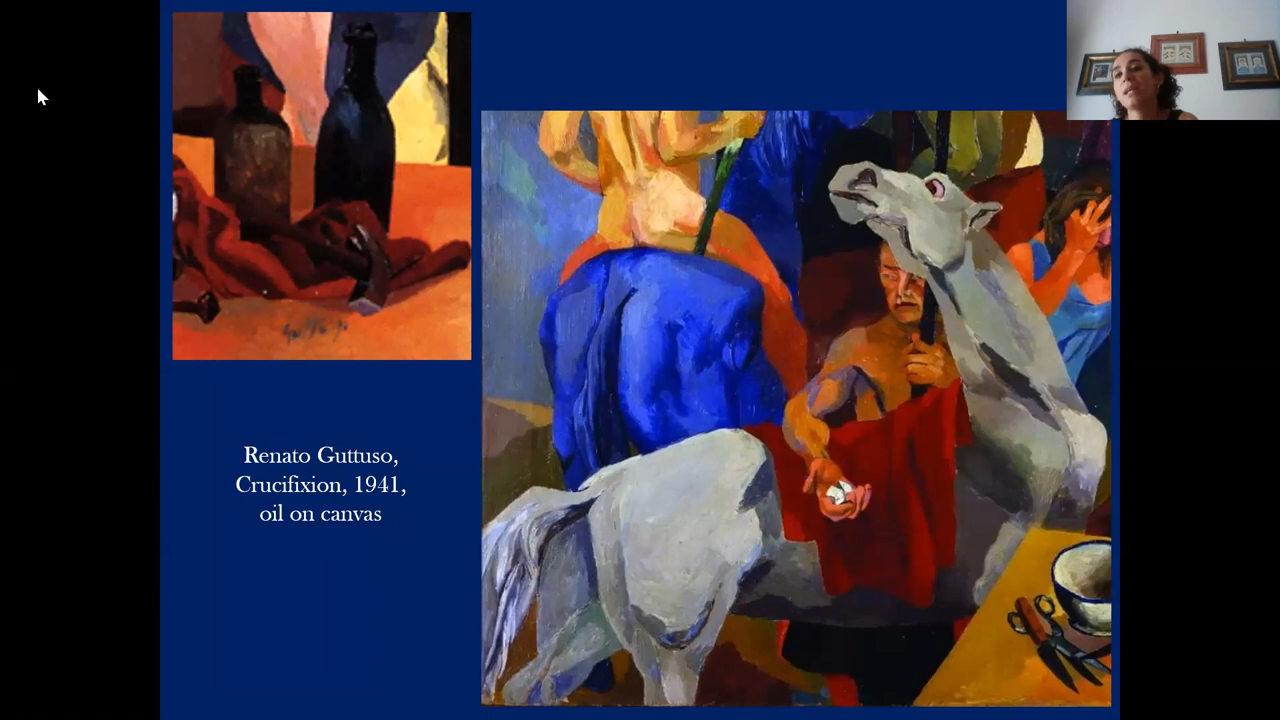 Renato Guttuso,
Crucifixion, 1941,
oil on canvas